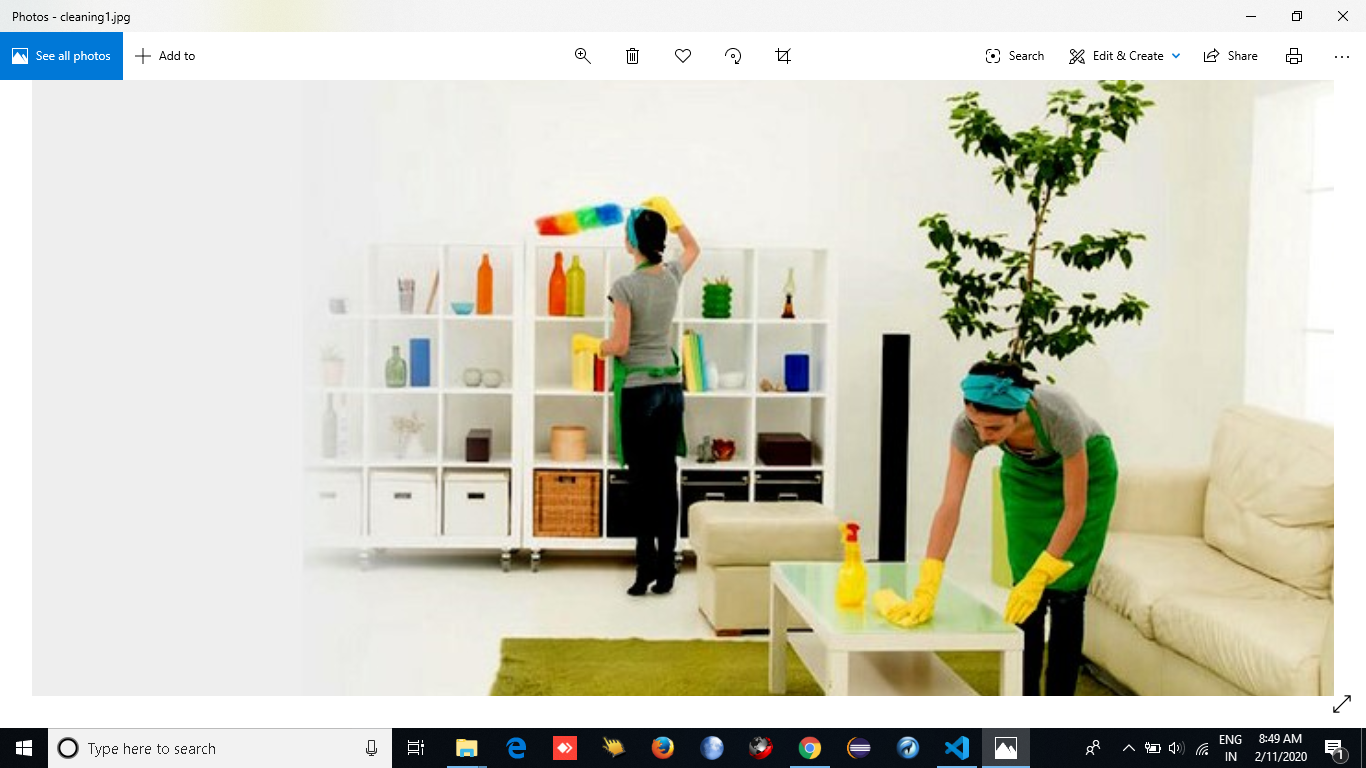 Photos - cleaning1.jpg
See all photos
Add to
Search
Edit & Create
Share
Type here to search
ENG
IN
8:49 AM
2/11/2020
1